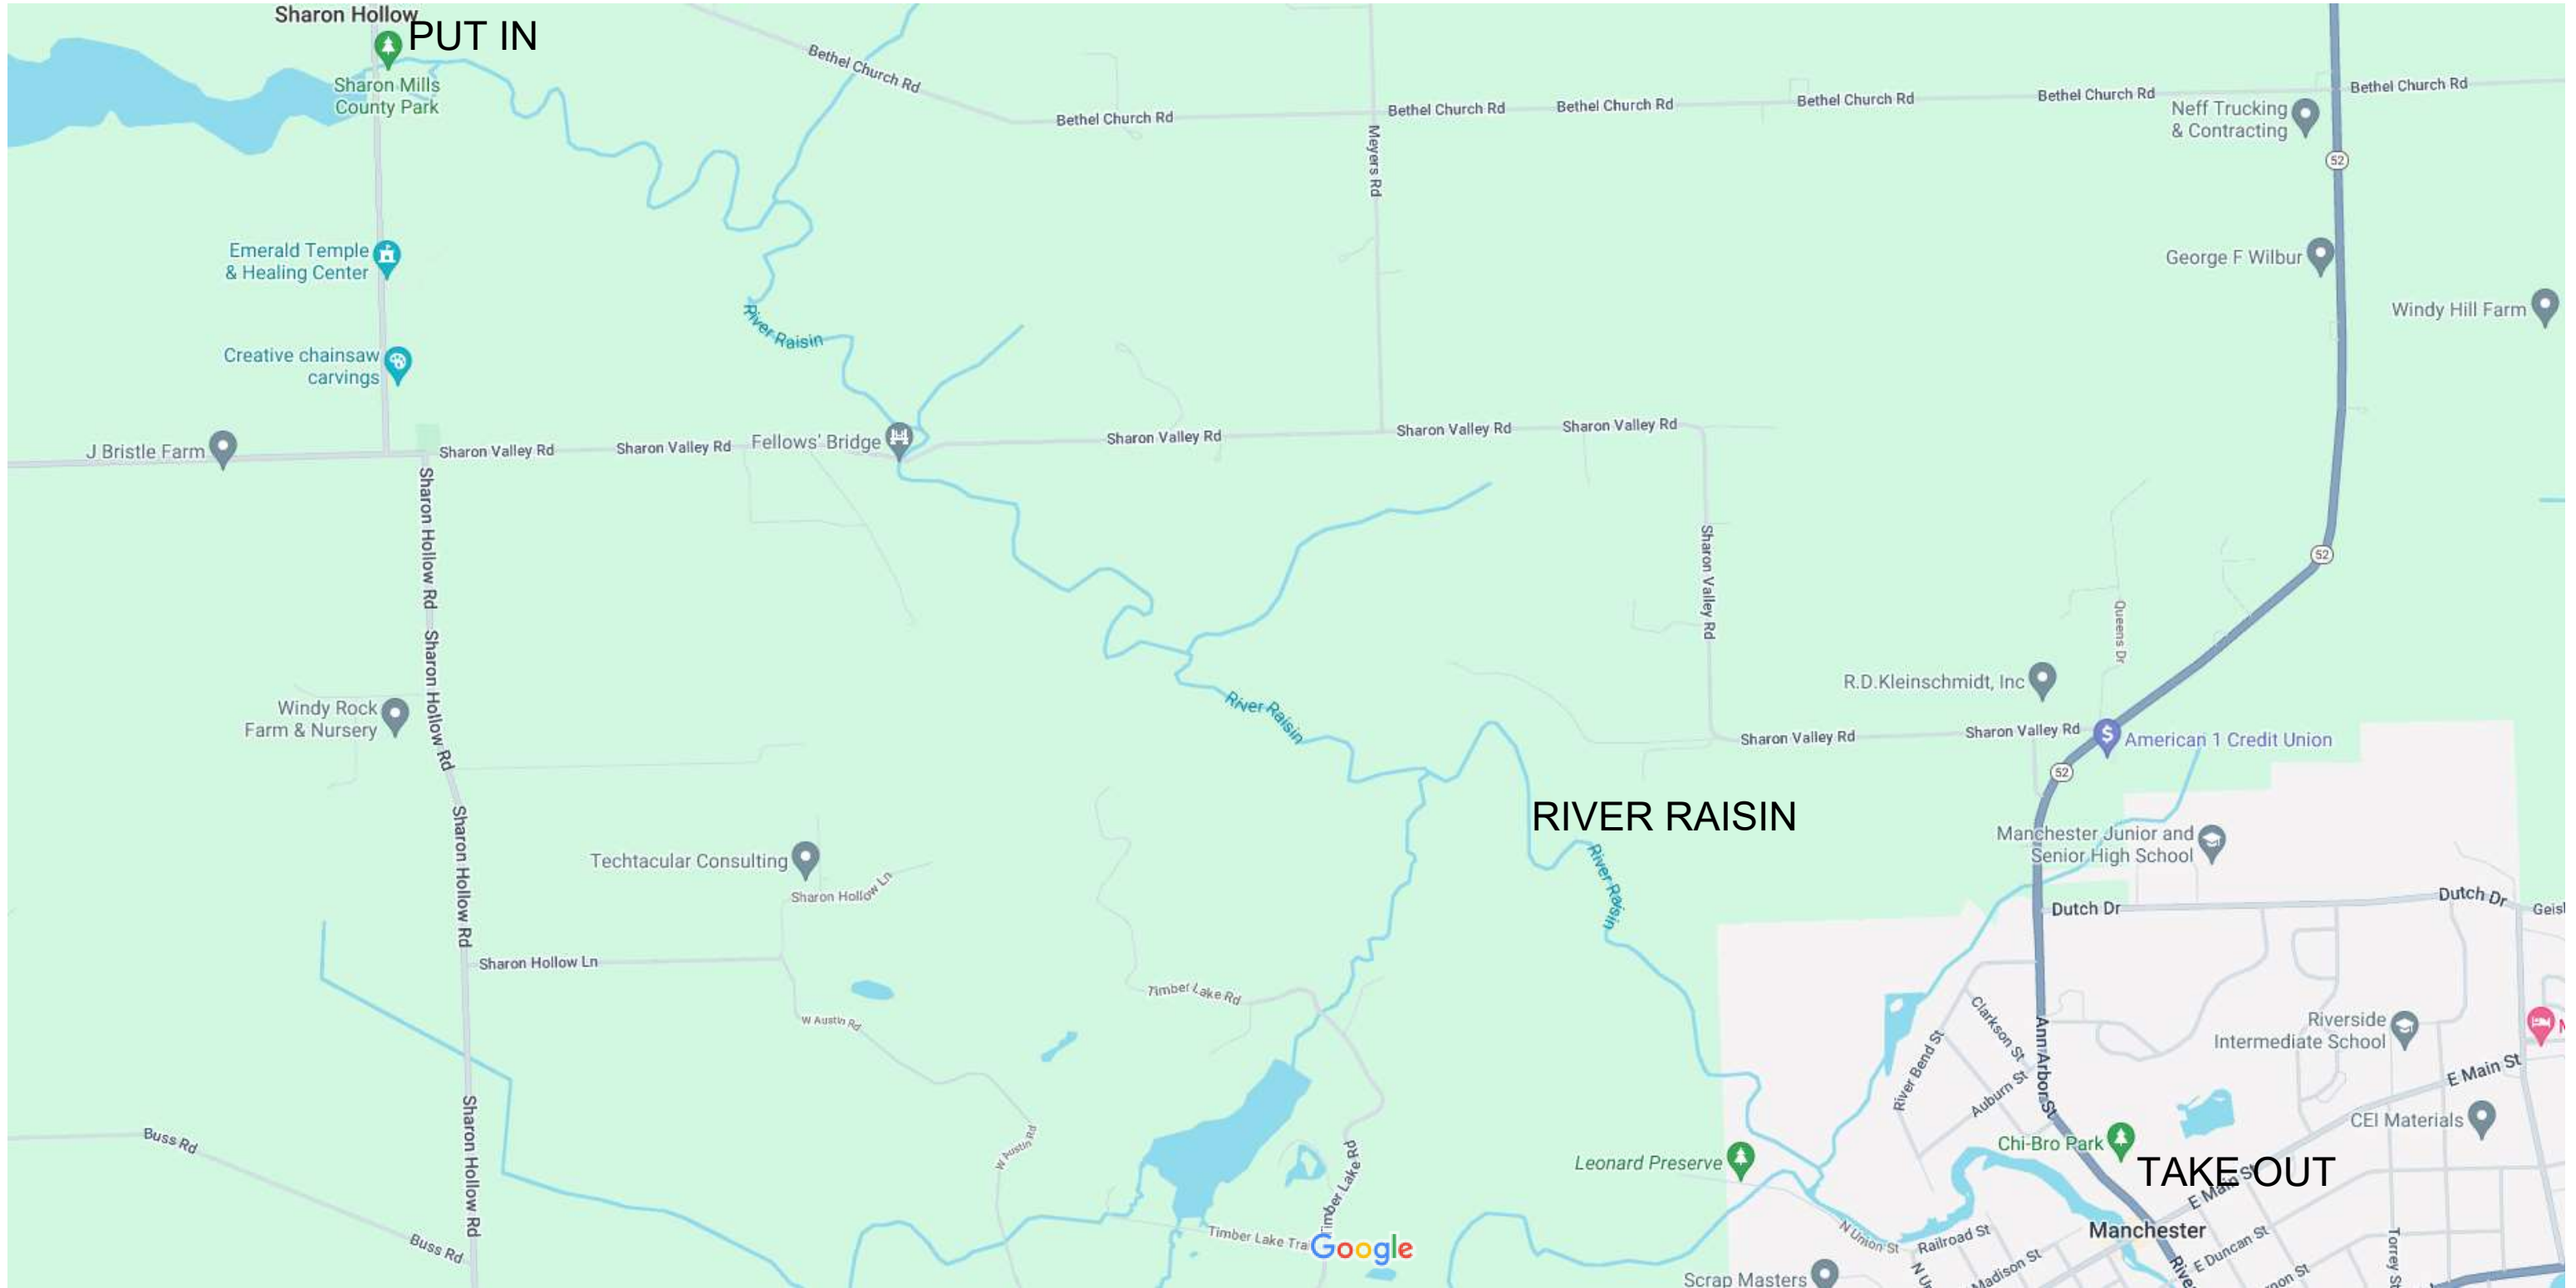 Sharon Hollow
PUT IN
Sharon Mills
County Park
Bethel Church Rd
Bethel Church Rd
Bethel Church Rd
Bethel Church Rd
Bethel Church Rd
Bethel Church Rd
Bethel Church Rd
Neff Trucking
& Contracting
52
Meyers Rd
Emerald Temple
& Healing Center
George F Wilbur
Windy Hill Farm
River Raisin
Creative chainsaw
carvings
J Bristle Farm
Sharon Valley Rd
Sharon Valley Rd
Fellows' Bridge
Sharon Valley Rd
Sharon Valley Rd
Sharon Valley Rd
Sharon Hollow Rd
Sharon Valley Rd
52
Queens Dr
Sharon Hollow Rd
R.D.Kleinschmidt, Inc
Windy Rock
Farm & Nursery
River Raisin
Sharon Valley Rd
Sharon Valley Rd
American 1 Credit Union
52
RIVER RAISIN
Sharon Hollow Rd
Techtacular Consulting
Sharon Hollow Ln
River Raisin
Manchester Junior and
Senior High School
Dutch Dr
Dutch Dr
Geisl
Sharon Hollow Ln
Timber Lake Rd
W Austin Rd
Clarkson St
Ann Arbor St
Riverside
Intermediate School
M
River Bend St
Auburn St
E Main St
CEI Materials
Sharon Hollow Rd
Buss Rd
W Austin Rd
Timber Lake Rd
Leonard Preserve
Chi-Bro Park
TAKE OUT
E Main St
Manchester
Buss Rd
Timber Lake Tra
Google
N Union St
Railroad St
E Duncan St
Torrey St
Scrap Masters
N Un
Madison St
River
non St